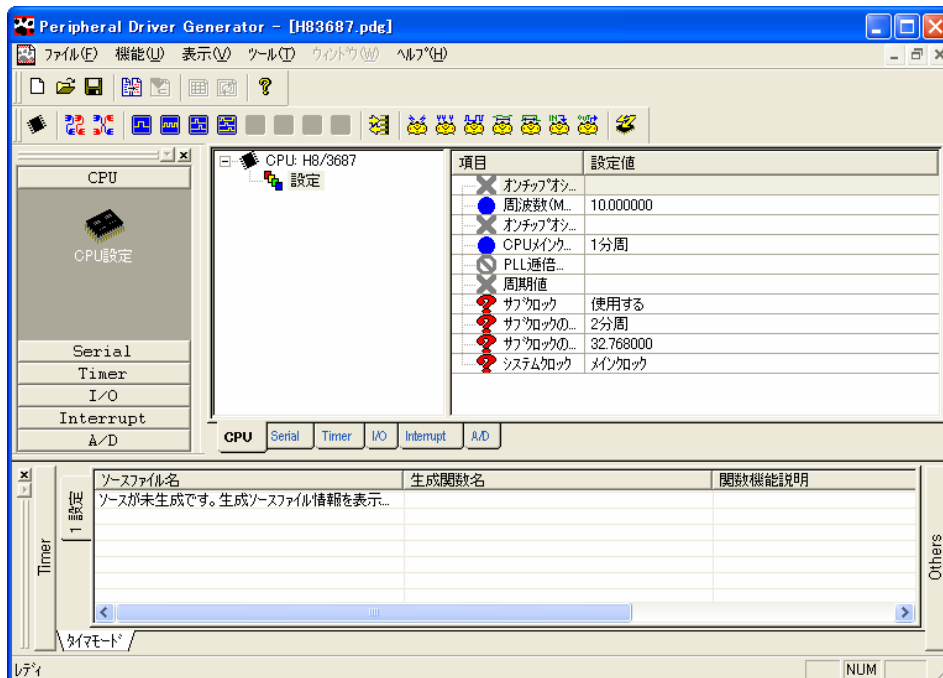 Peripheral Driver Generator - [H83687.pdg]
ファイル(F) 機能(U) 表示(V) ツール(T) ウィンドウ(W) ヘルプ(H)
CPU
CPU設定
Serial
Timer
I/O
Interrupt
A/D
CPU: H8/3687
設定
項目 設定値
オンチップオシ...
周波数(M... 10.000000
オンチップオシ...
CPUメインク... 1分周
PLL逓倍...
周期値
サブクロック 使用する
サブクロックの... 2分周
サブクロックの... 32.768000
システムクロック メインクロック
CPU Serial Timer I/O Interrupt A/D
Timer
1 設定
ソースファイル名 生成関数名 関数機能説明
ソースが未生成です。生成ソースファイル情報を表示...
Others
タイマモード
レディ NUM